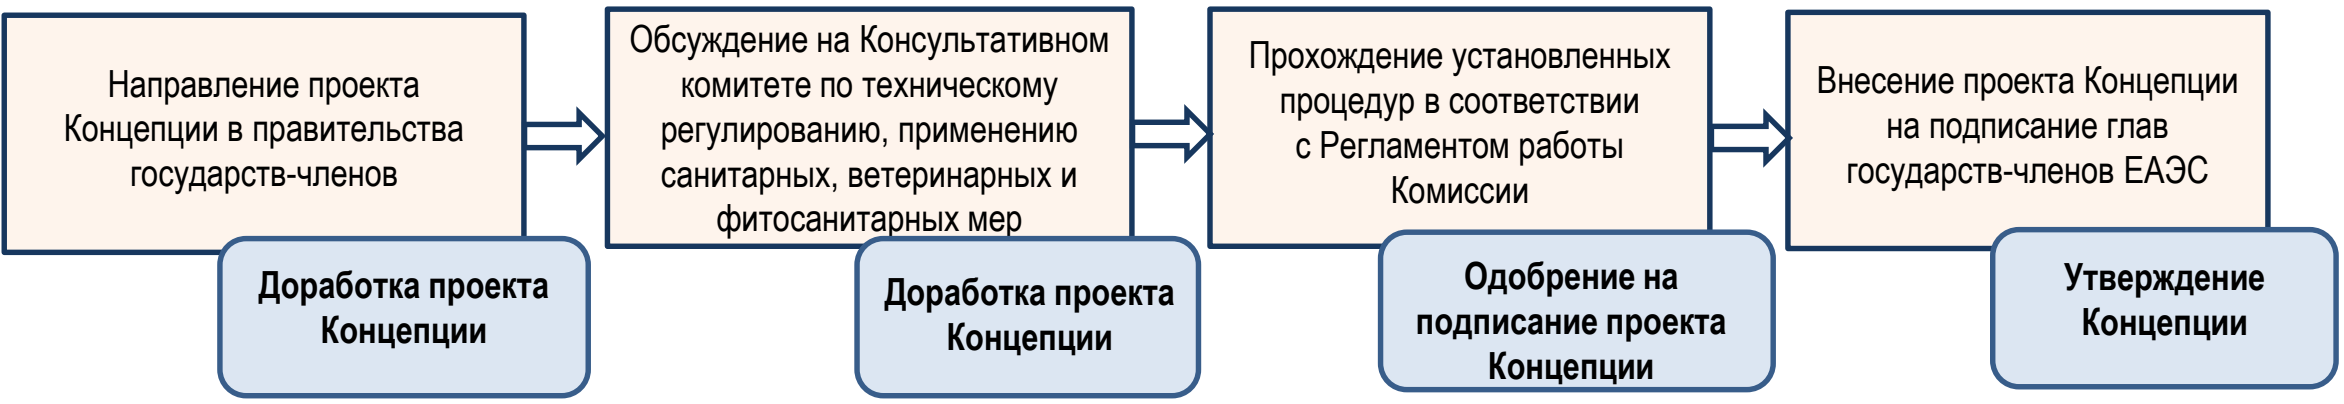 Направление проекта
Концепции в правительства
государств-членов
Доработка проекта
Концепции
Обсуждение на Консультативном
комитете по техническому
регулированию, применению
санитарных, ветеринарных и
фитосанитарных мер
Доработка проекта
Концепции
Прохождение установленных
процедур в соответствии
с Регламентом работы
Комиссии
Одобрение на
подписание проекта
Концепции
Внесение проекта Концепции
на подписание глав
государств-членов ЕАЭС
Утверждение
Концепции